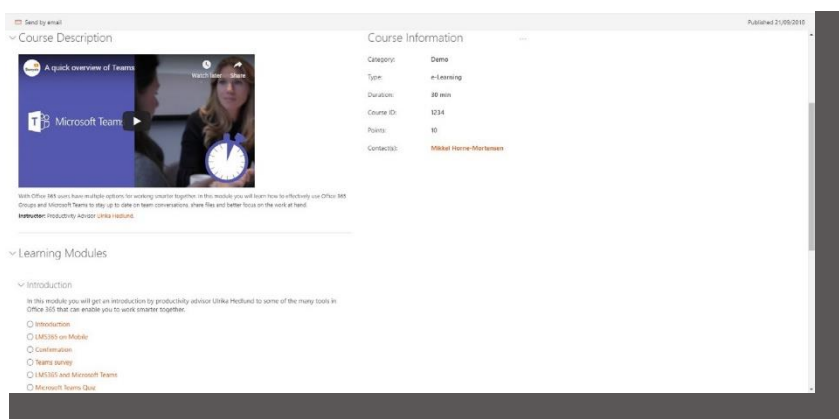 Send by email
Published 21/09/2018
Course Description
A quick overview of Teams
Watch later
Share
Microsoft Teams
With Office 365 users have multiple options for working smarter together. In this module you will learn how to effectively use Office 365
Groups and Microsoft Teams to stay up to date on team conversations, share files and better focus on the work at hand.
Instructor: Productivity Advisor Ulrika Hedlund.
Course Information
Category: Demo
Type: e-Learning
Duration: 30 min
Course ID: 1234
Points: 10
Contact(s): Mikkel Horne-Mortensen
Learning Modules
Introduction
In this module you will get an introduction by productivity advisor Ulrika Hedlund to some of the many tools in
Office 365 that can enable you to work smarter together.
Introduction
LMS365 on Mobile
Confirmation
Teams survey
LMS365 and Microsoft Teams
Microsoft Teams Quiz